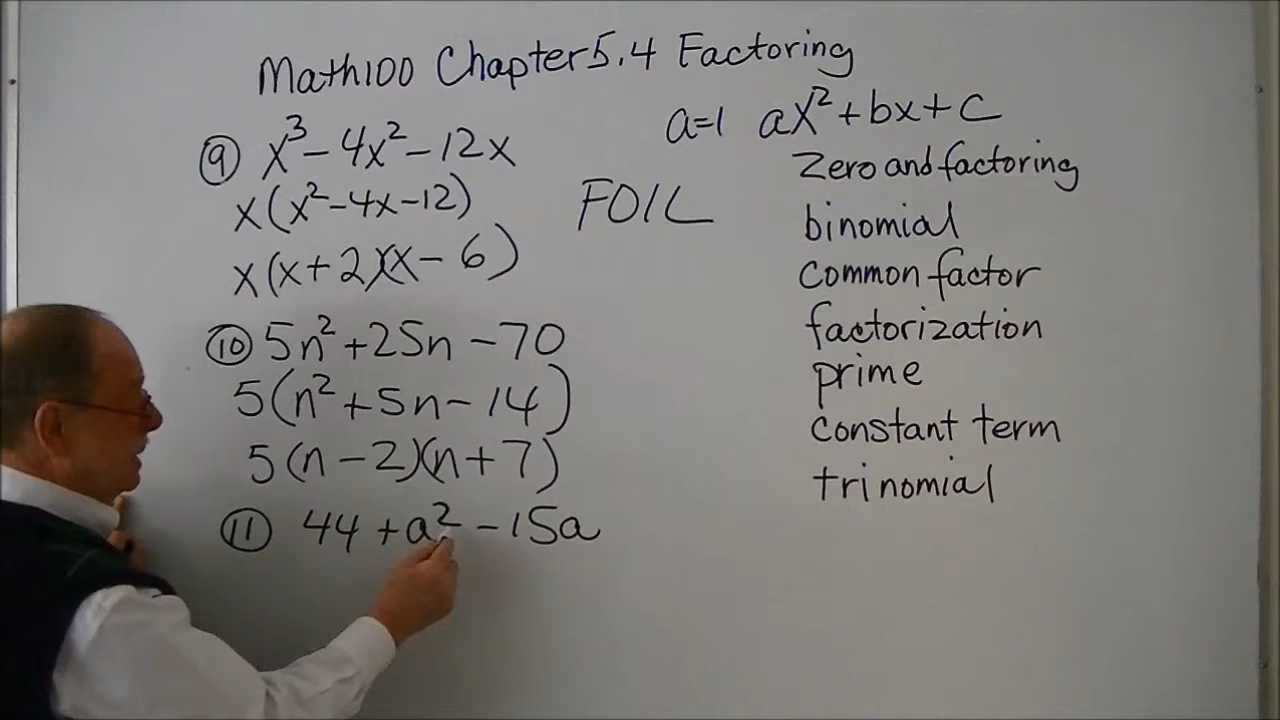 Math100 Chapter 5.4 Factoring
a=1 ax²+bx+c
⑨ x³-4x²-12x
Zero and factoring
x(x²-4x-12)
FOIL
binomial
x(x+2)(x-6)
common factor
⑩ 5n²+25n-70
factorization
5(n²+5n-14)
prime
5(n-2)(n+7)
constant term
trinomial
⑪ 44+a²-15a